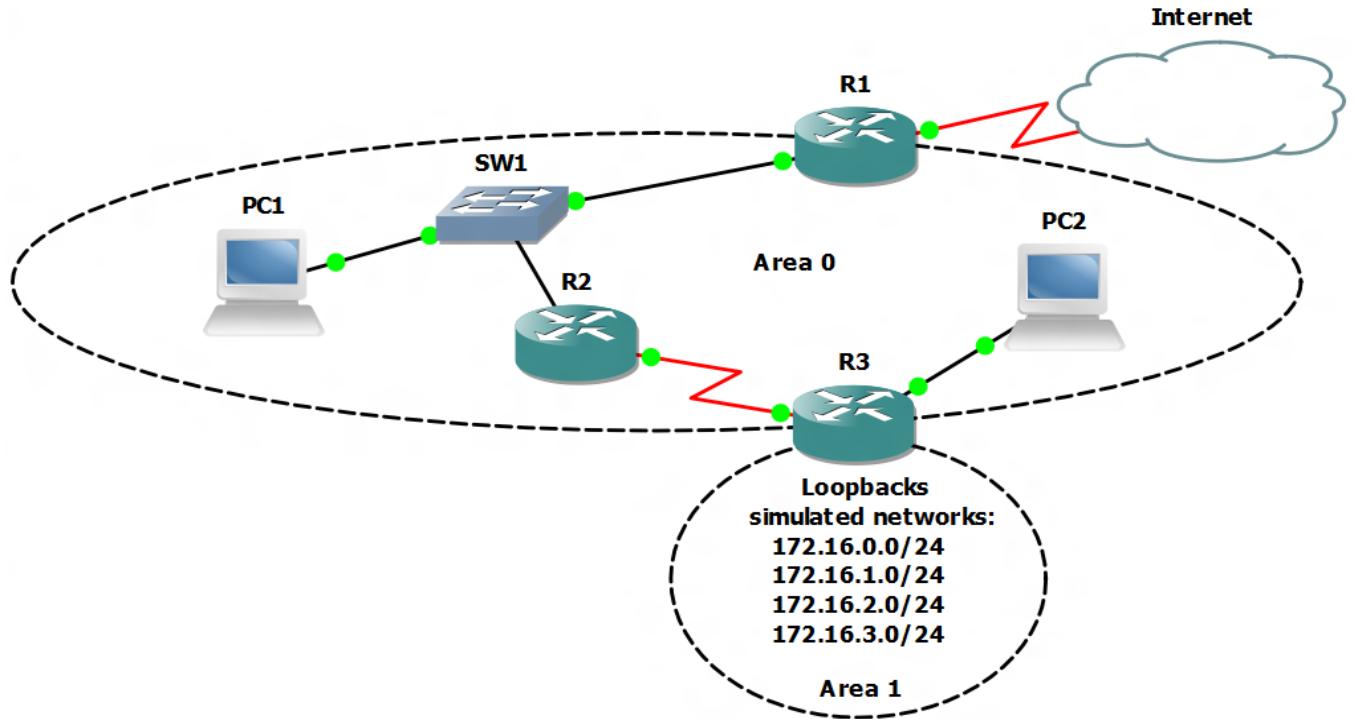 Internet
R1
SW1
PC1
PC2
Area 0
R2
R3
Loopbacks
simulated networks:
172.16.0.0/24
172.16.1.0/24
172.16.2.0/24
172.16.3.0/24
Area 1